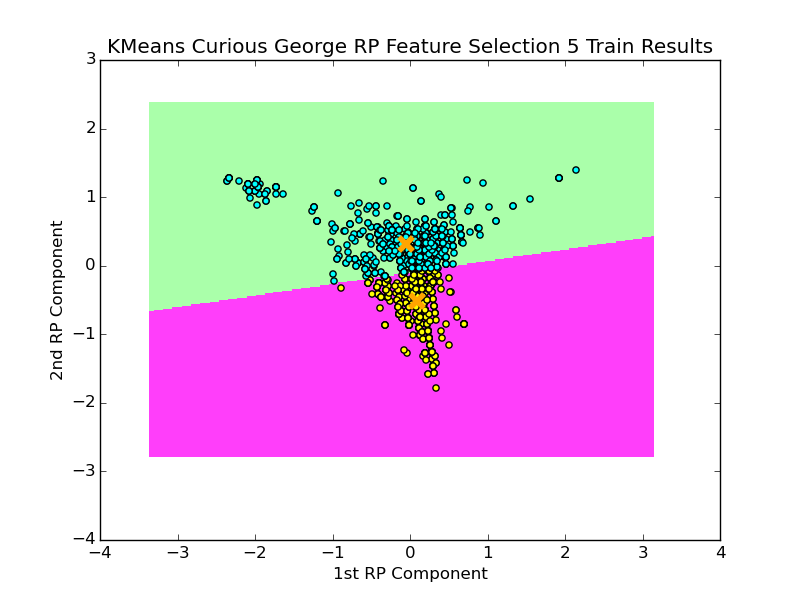 KMeans Curious George RP Feature Selection 5 Train Results
3
2
1
0
−1
−2
−3
−4
2nd RP Component
−4 −3 −2 −1 0 1 2 3 4
1st RP Component